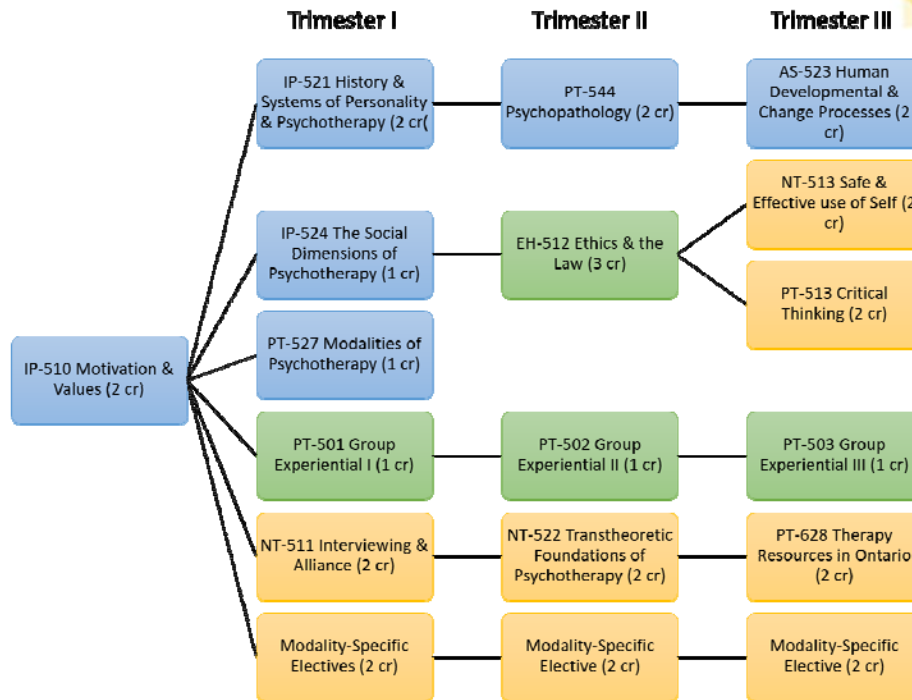 Trimester I
Trimester II
Trimester III
IP-521 History &
Systems of Personality
& Psychotherapy (2 cr(
PT-544
Psychopathology (2 cr)
AS-523 Human
Developmental &
Change Processes (2
cr)
NT-513 Safe &
Effective use of Self (2
cr)
IP-524 The Social
Dimensions of
Psychotherapy (1 cr)
EH-512 Ethics & the
Law (3 cr)
PT-513 Critical
Thinking (2 cr)
IP-510 Motivation &
Values (2 cr)
PT-527 Modalities of
Psychotherapy (1 cr)
PT-501 Group
Experiential I (1 cr)
PT-502 Group
Experiential II (1 cr)
PT-503 Group
Experiential III (1 cr)
NT-511 Interviewing &
Alliance (2 cr)
NT-522 Transtheoretic
Foundations of
Psychotherapy (2 cr)
PT-628 Therapy
Resources in Ontario
(2 cr)
Modality-Specific
Electives (2 cr)
Modality-Specific
Elective (2 cr)
Modality-Specific
Elective (2 cr)